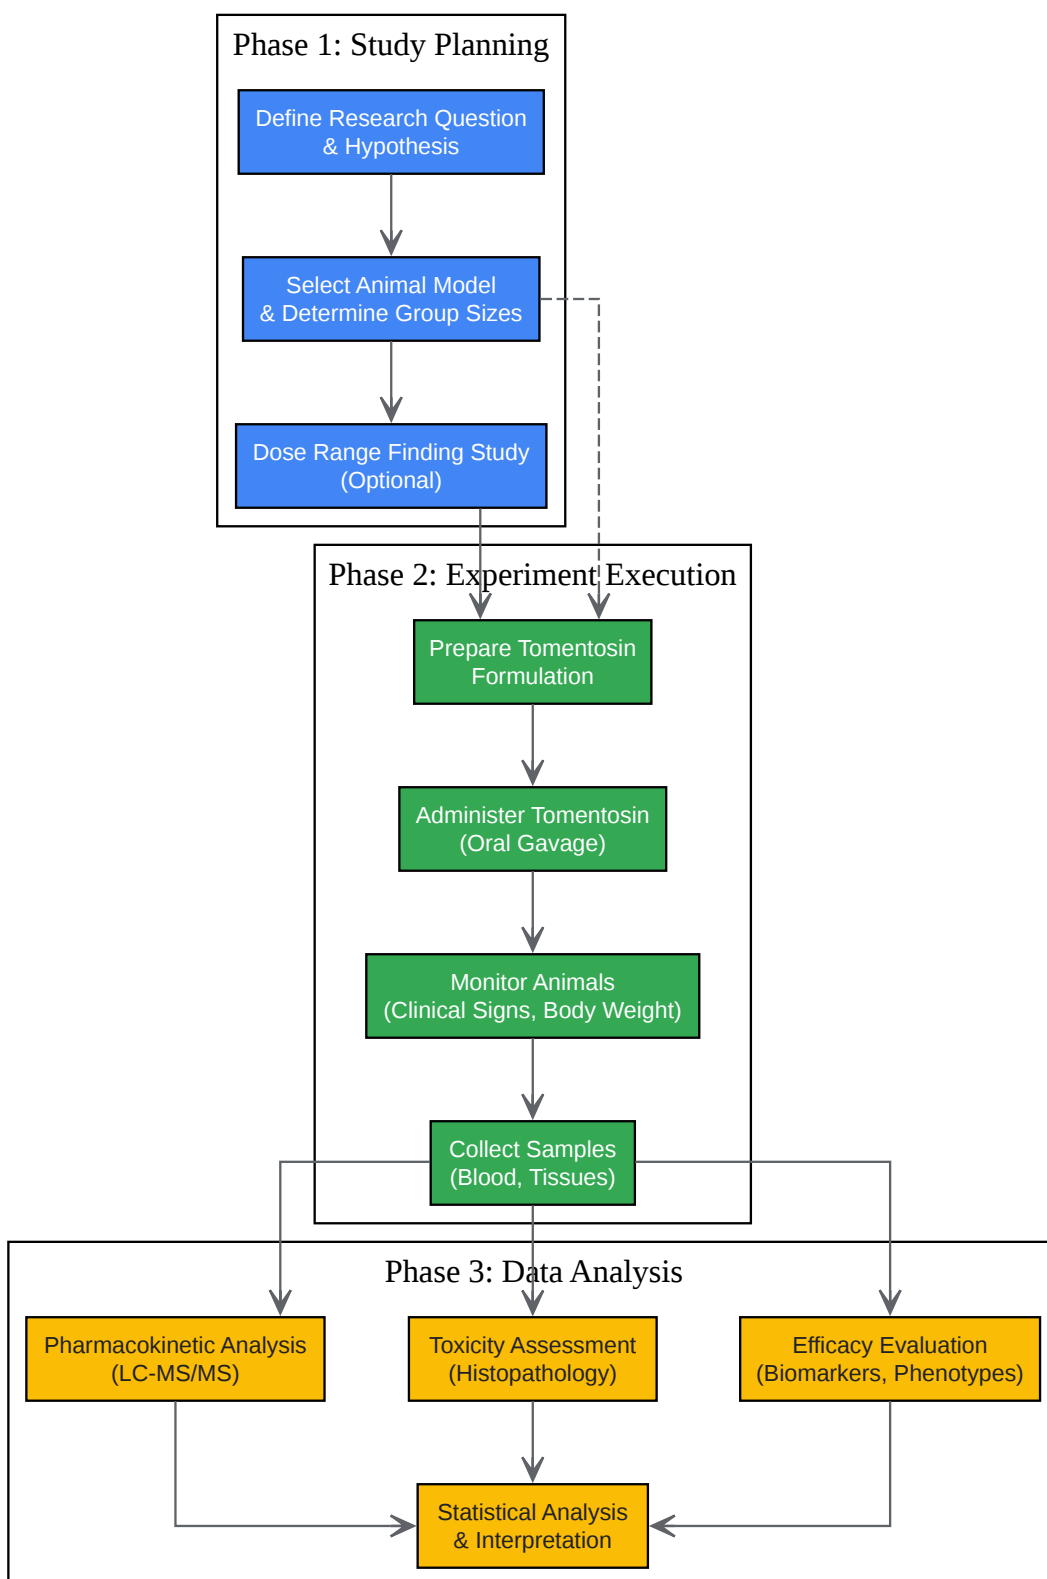 Phase 1: Study Planning
Define Research Question
& Hypothesis
Select Animal Model
& Determine Group Sizes
Dose Range Finding Study
(Optional)
Phase 2: Experiment Execution
Prepare Tomentosin
Formulation
Administer Tomentosin
(Oral Gavage)
Monitor Animals
(Clinical Signs, Body Weight)
Collect Samples
(Blood, Tissues)
Phase 3: Data Analysis
Pharmacokinetic Analysis
(LC-MS/MS)
Toxicity Assessment
(Histopathology)
Efficacy Evaluation
(Biomarkers, Phenotypes)
Statistical Analysis
& Interpretation